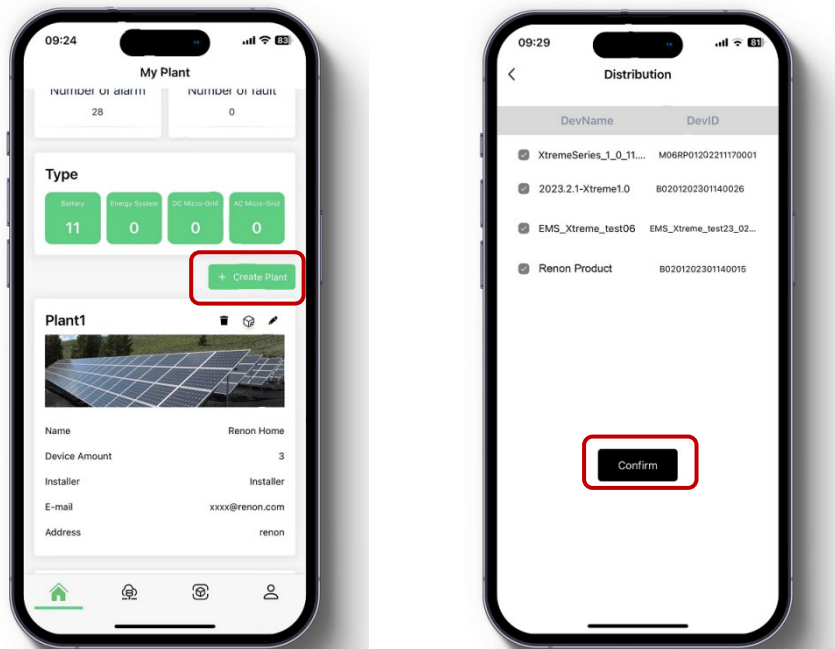 09:24
83
My Plant
Number of alarm
Number of fault
28
0
Type
Battery
Energy System
DC Micro-Grid
AC Micro-Grid
11
0
0
0
+ Create Plant
Plant1
Name
Renon Home
Device Amount
3
Installer
Installer
E-mail
xxxx@renon.com
Address
renon
09:29
81
Distribution
DevName
DevID
XtremeSeries_1_0_11....
M06RP01202211170001
2023.2.1-Xtreme1.0
B0201202301140026
EMS_Xtreme_test06
EMS_Xtreme_test23_02...
Renon Product
B0201202301140015
Confirm